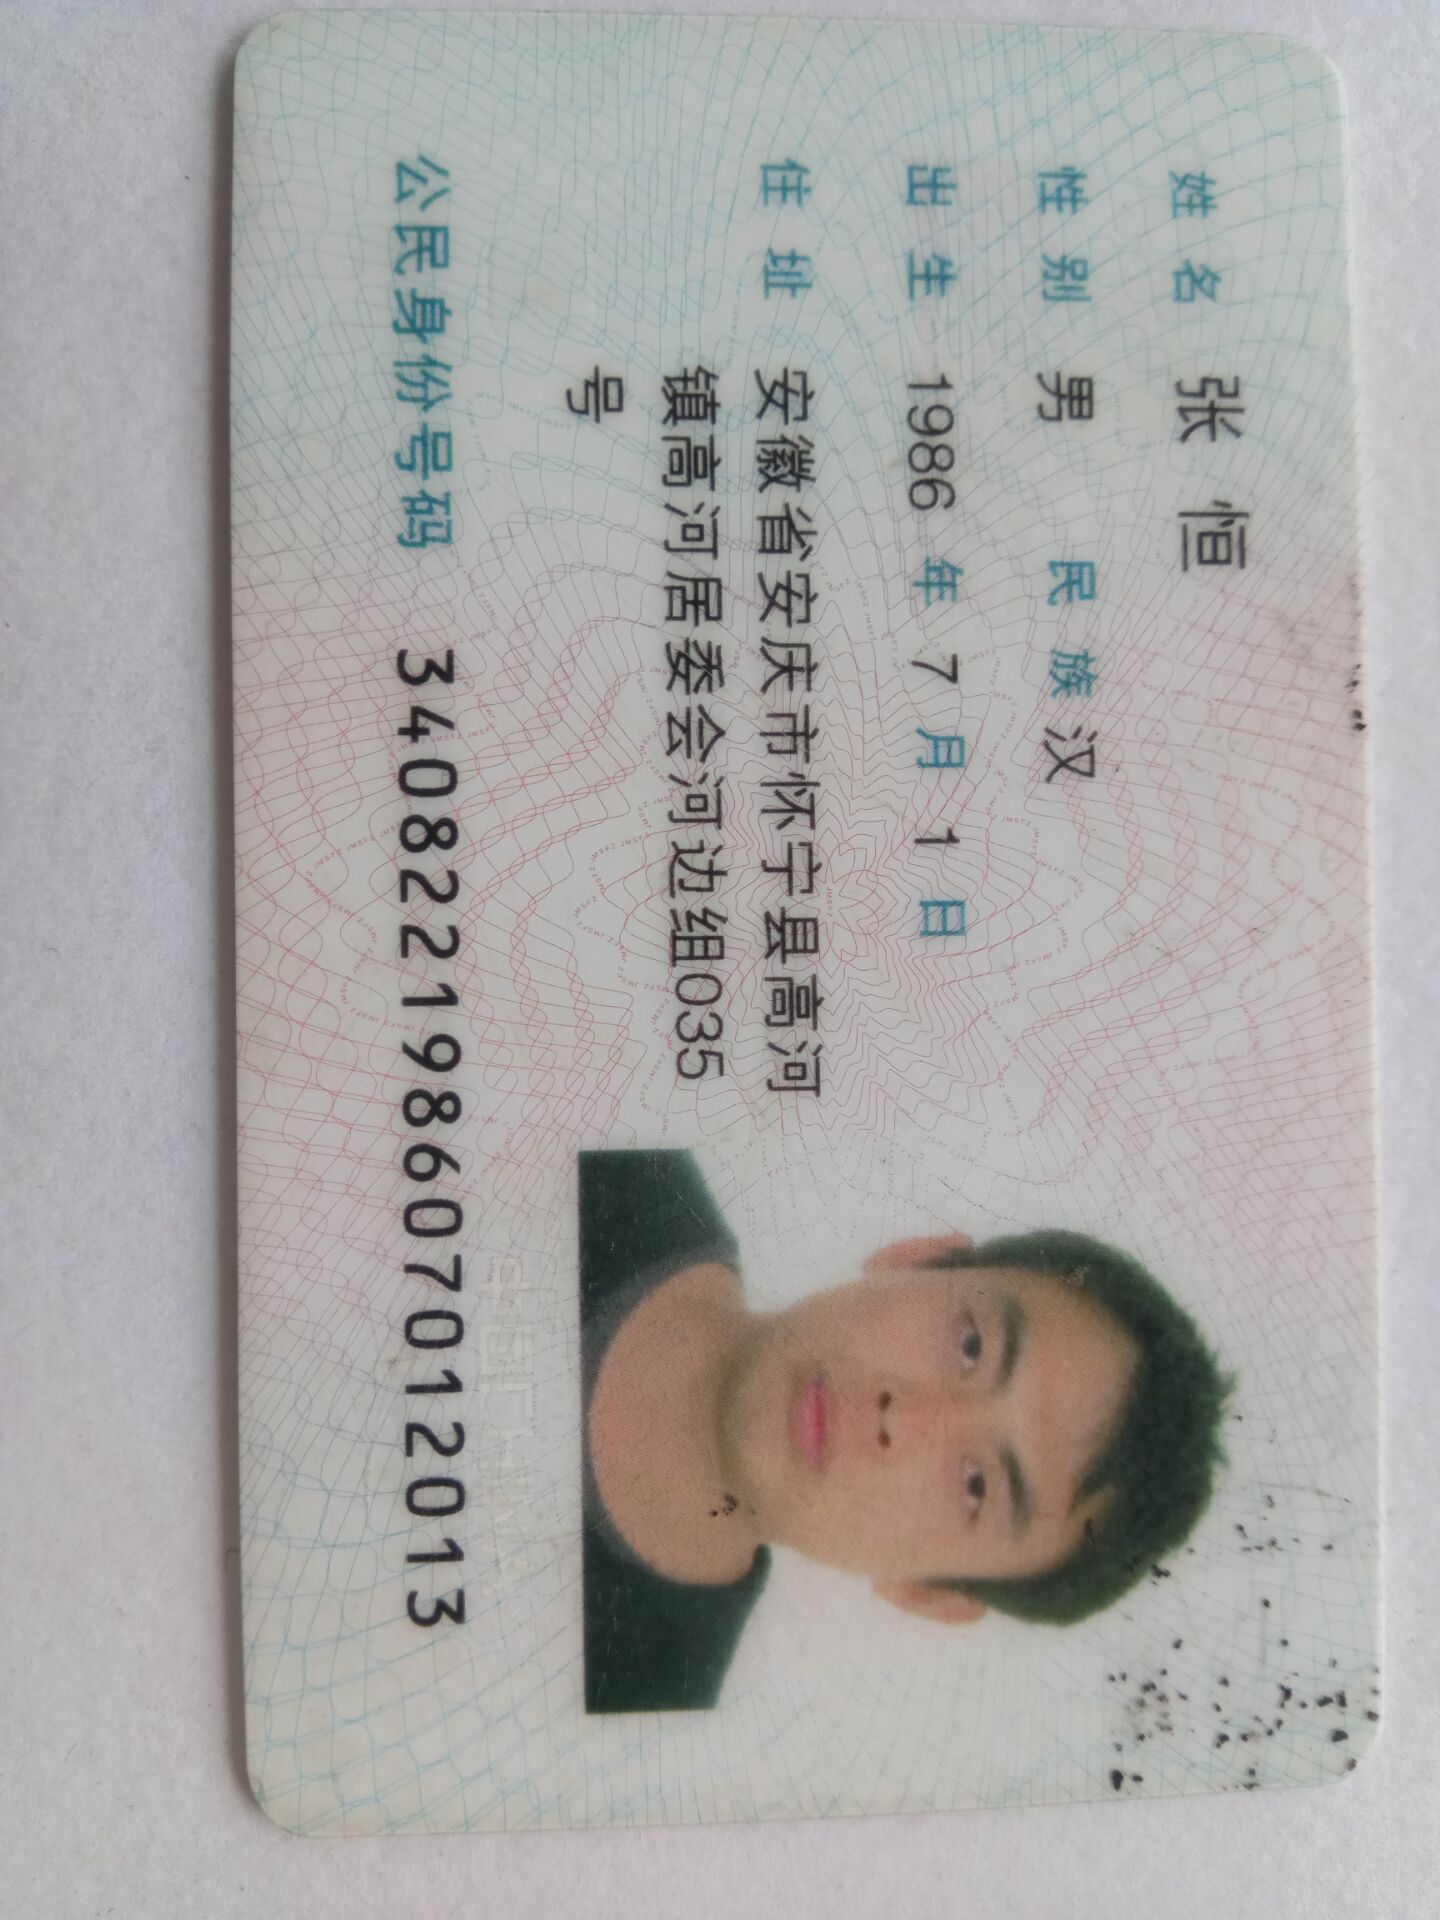 姓名 张恒
性别 男 民族 汉
出生 1986 年 7 月 1 日
住址 安徽省安庆市怀宁县高河
镇高河居委会河边组035
号
公民身份号码 340822198607012013